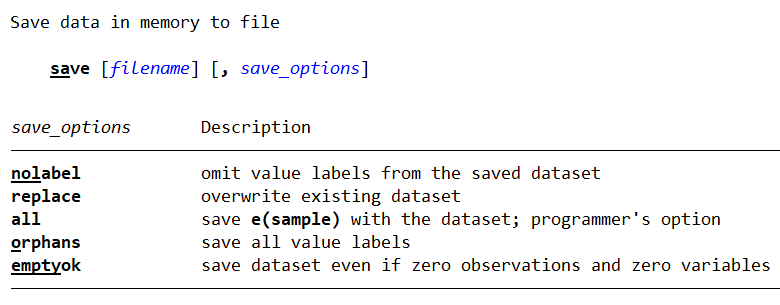 Save data in memory to file
save [filename] [, save_options]
save_options Description
nolabel omit value labels from the saved dataset
replace overwrite existing dataset
all save e(sample) with the dataset; programmer's option
orphans save all value labels
emptyok save dataset even if zero observations and zero variables